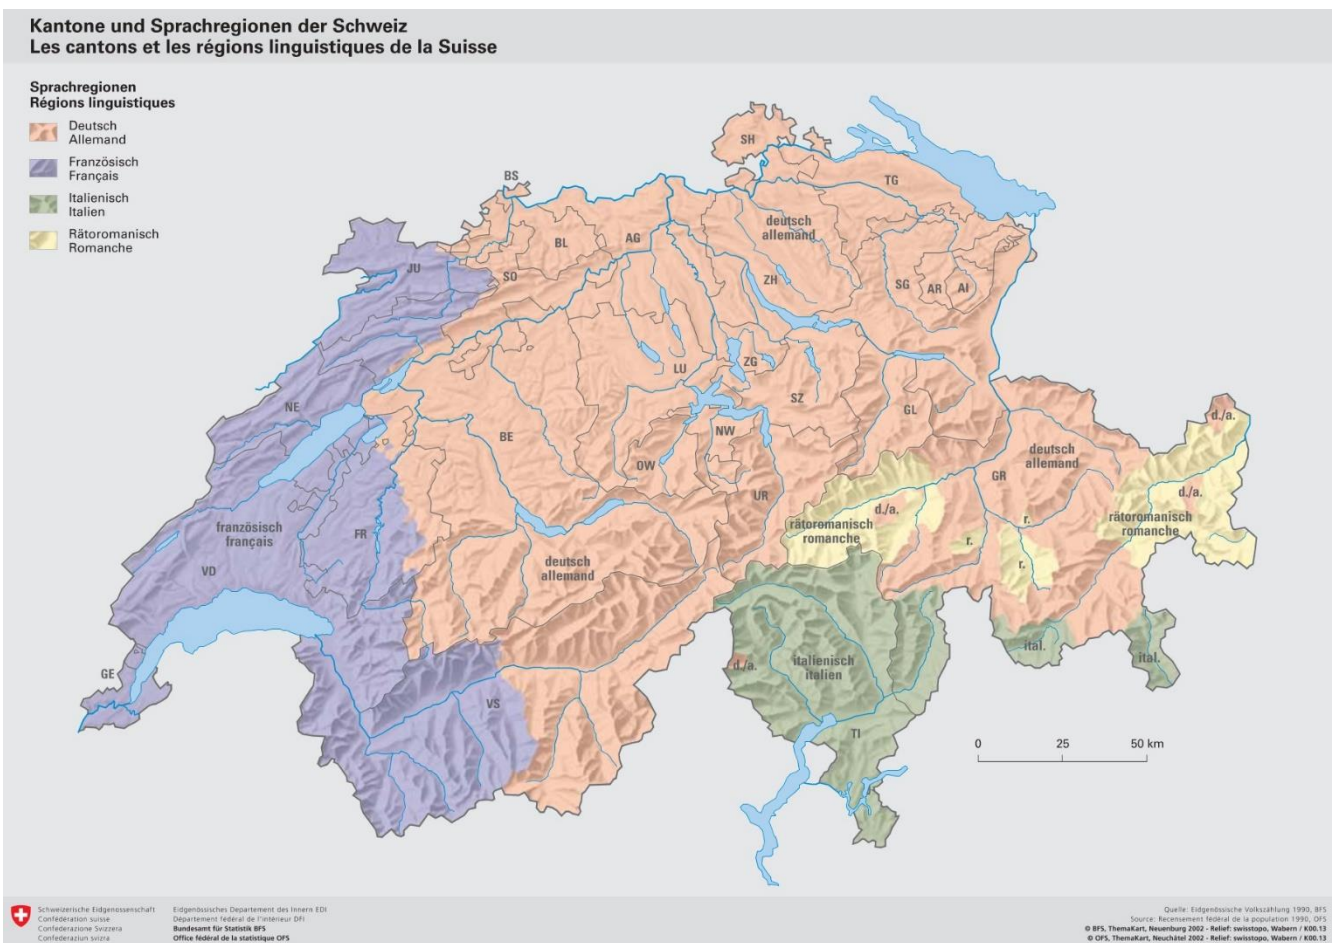 Kantone und Sprachregionen der Schweiz
Les cantons et les régions linguistiques de la Suisse
Sprachregionen
Régions linguistiques
Deutsch
Allemand
Französisch
Français
Italienisch
Italien
Rätoromanisch
Romanche
SH
BS
TG
BL
AG
deutsch
allemand
JU
SO
ZH
SG
AR
AI
LU
ZG
SZ
NE
GL
BE
NW
OW
UR
d./a.
deutsch
allemand
GR
d./a.
d./a.
rätoromanisch
romanche
rätoromanisch
romanche
r.
r.
r.
französisch
français
FR
VD
deutsch
allemand
GE
VS
d./a.
italienisch
italien
ital.
ital.
TI
0 25 50 km
Schweizerische Eidgenossenschaft
Confédération suisse
Confederazione Svizzera
Confederaziun svizra
Eidgenössisches Departement des Innern EDI
Département fédéral de l'intérieur DFI
Bundesamt für Statistik BFS
Office fédéral de la statistique OFS
Quelle: Eidgenössische Volkszählung 1990, BFS
Source: Recensement fédéral de la population 1990, OFS
© BFS, ThemaKart, Neuenburg 2002 - Relief: swisstopo, Wabern / K00.13
© OFS, ThemaKart, Neuchâtel 2002 - Relief: swisstopo, Wabern / K00.13